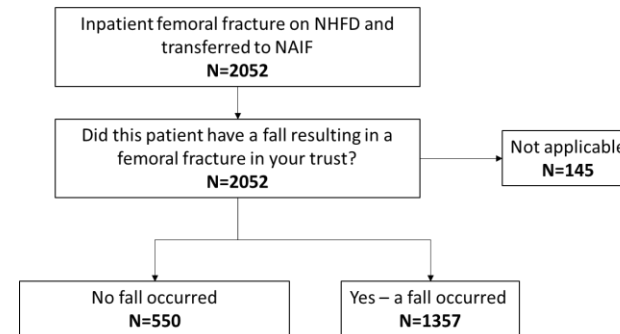 Inpatient femoral fracture on NHFD and
transferred to NAIF
N=2052
Did this patient have a fall resulting in a
femoral fracture in your trust?
N=2052
Not applicable
N=145
No fall occurred
N=550
Yes – a fall occurred
N=1357